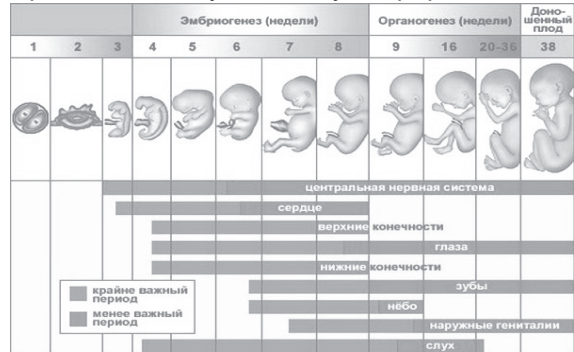 Эмбриогенез (недели)
Органогенез (недели)
Доно-
шенный
плод
1 2 3 4 5 6 7 8 9 16 20-36 38
центральная нервная система
сердце
верхние конечности
глаза
нижние конечности
зубы
небо
наружные гениталии
слух
крайне важный
период
менее важный
период